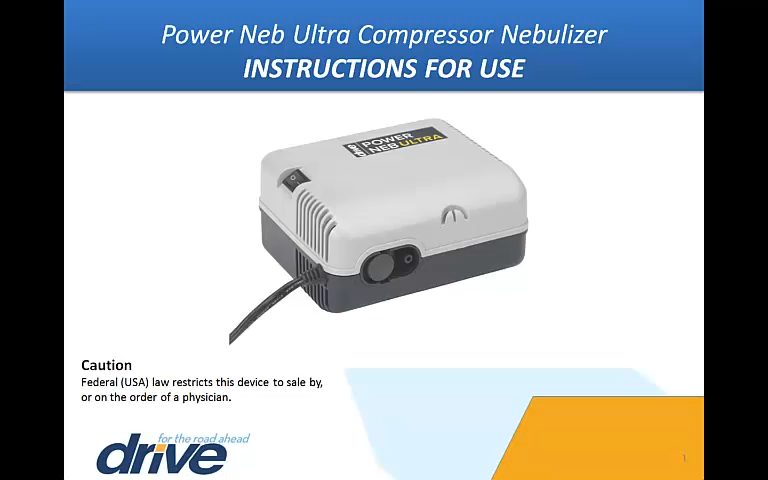 Power Neb Ultra Compressor Nebulizer
INSTRUCTIONS FOR USE
drive
POWER
NEB ULTRA
Caution
Federal (USA) law restricts this device to sale by,
or on the order of a physician.
for the road ahead
drive
1